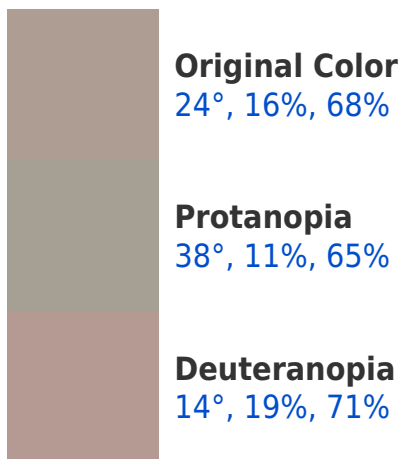 Original Color
24°, 16%, 68%
Protanopia
38°, 11%, 65%
Deuteranopia
14°, 19%, 71%